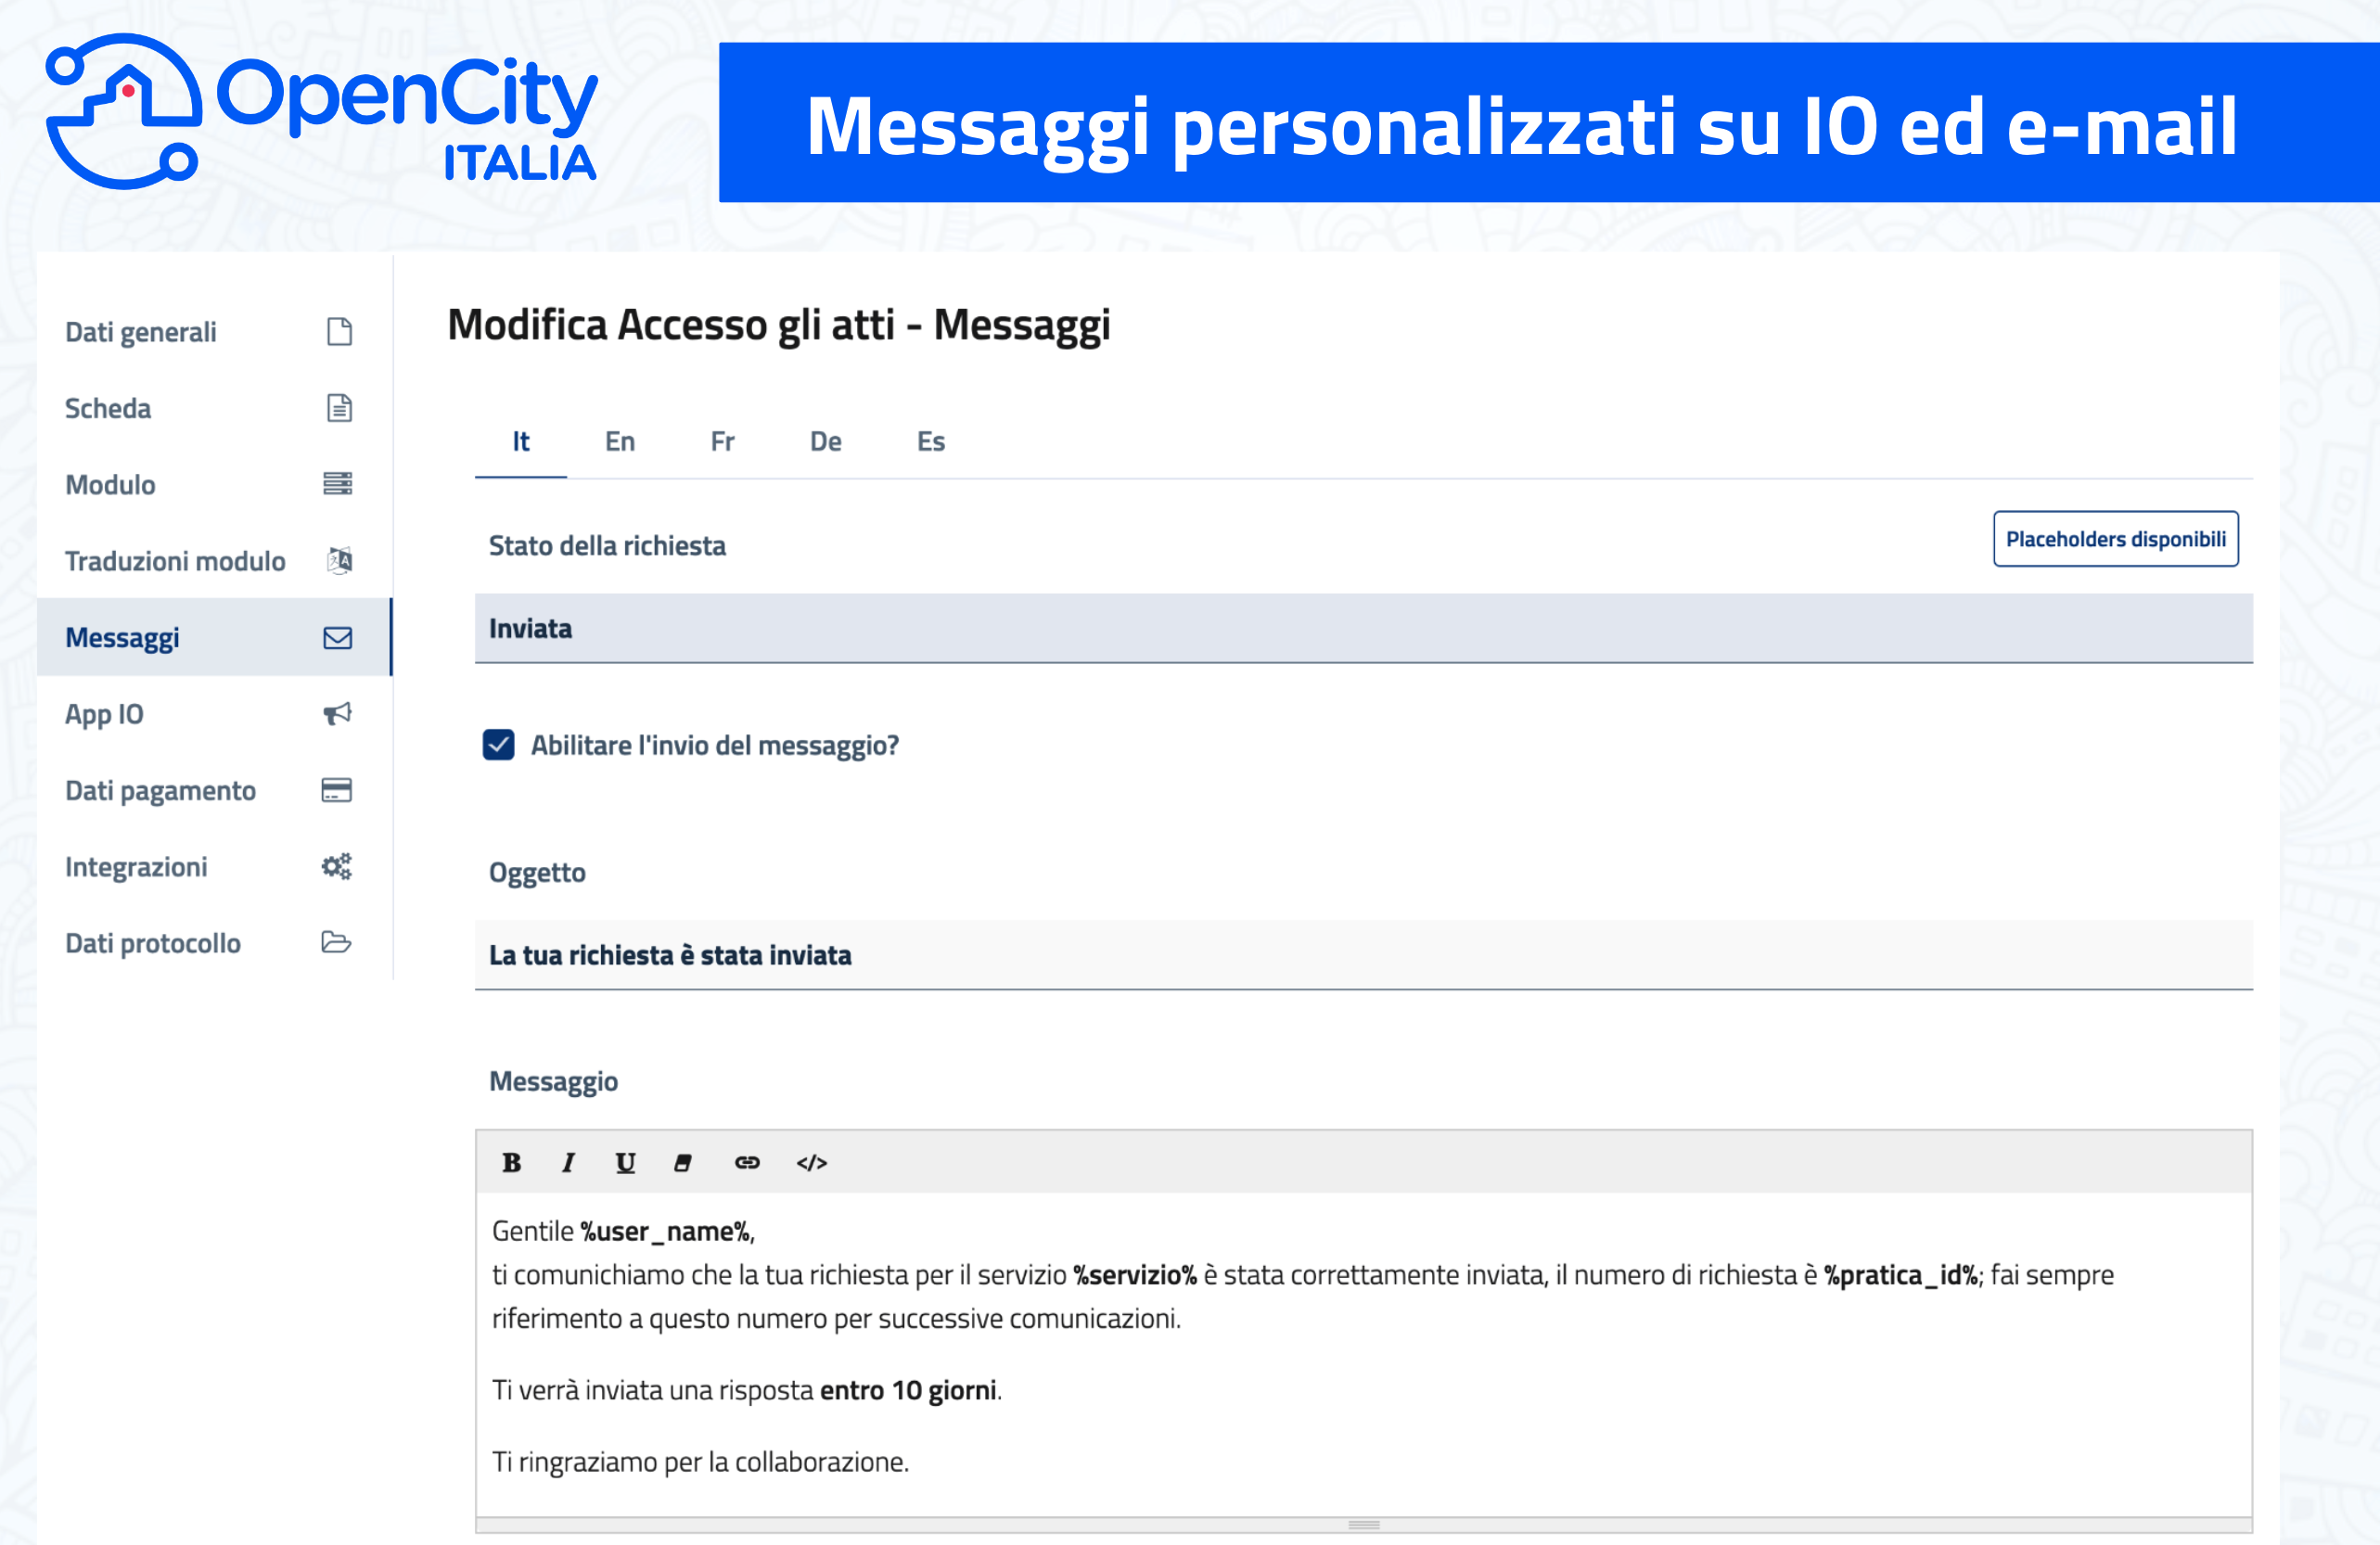 OpenCity
ITALIA
Messaggi personalizzati su IO ed e-mail
Dati generali
Scheda
Modulo
Traduzioni modulo
Messaggi
App IO
Dati pagamento
Integrazioni
Dati protocollo
Modifica Accesso gli atti - Messaggi
It En Fr De Es
Stato della richiesta
Placeholders disponibili
Inviata
Abilitare l'invio del messaggio?
Oggetto
La tua richiesta è stata inviata
Messaggio
B I U </>
Gentile %user_name%,
ti comunichiamo che la tua richiesta per il servizio %servizio% è stata correttamente inviata, il numero di richiesta è %pratica_id%; fai sempre
riferimento a questo numero per successive comunicazioni.
Ti verrà inviata una risposta entro 10 giorni.
Ti ringraziamo per la collaborazione.